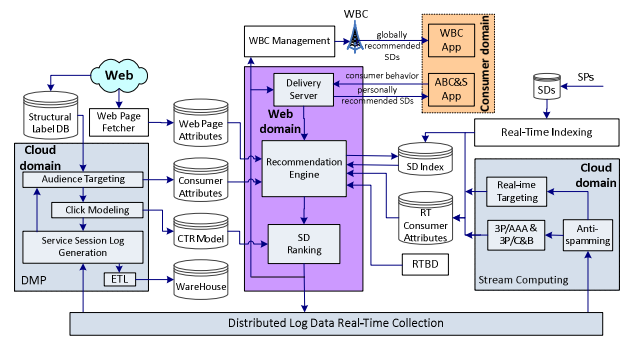 WBC
WBC Management
globally
recommended
SDs
WBC
App
Consumer domain
Web
consumer behavior
ABC&S
App
personally
recommended SDs
Delivery
Server
SPs
SDs
Structural
Label DB
Web Page
Fetcher
Web Page
Attributes
Web
domain
Real-Time Indexing
Cloud
domain
Recommendation
Engine
SD Index
Cloud
domain
Audience Targeting
Consumer
Attributes
Real-ime
Targeting
Click Modeling
RT
Consumer
Attributes
CTR Model
3P/AAA &
3P/C&B
Anti-
spamming
Service Session Log
Generation
SD
Ranking
RTBD
ETL
DMP
WareHouse
Stream Computing
Distributed Log Data Real-Time Collection